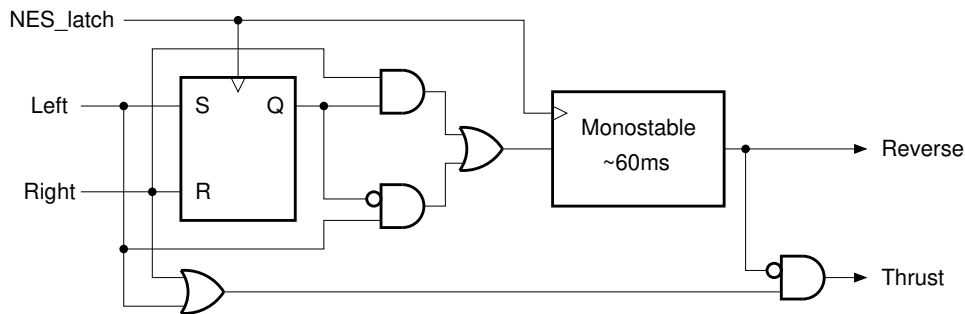 NES_latch
Left
S
Q
Right
R
Monostable
~60ms
Reverse
Thrust